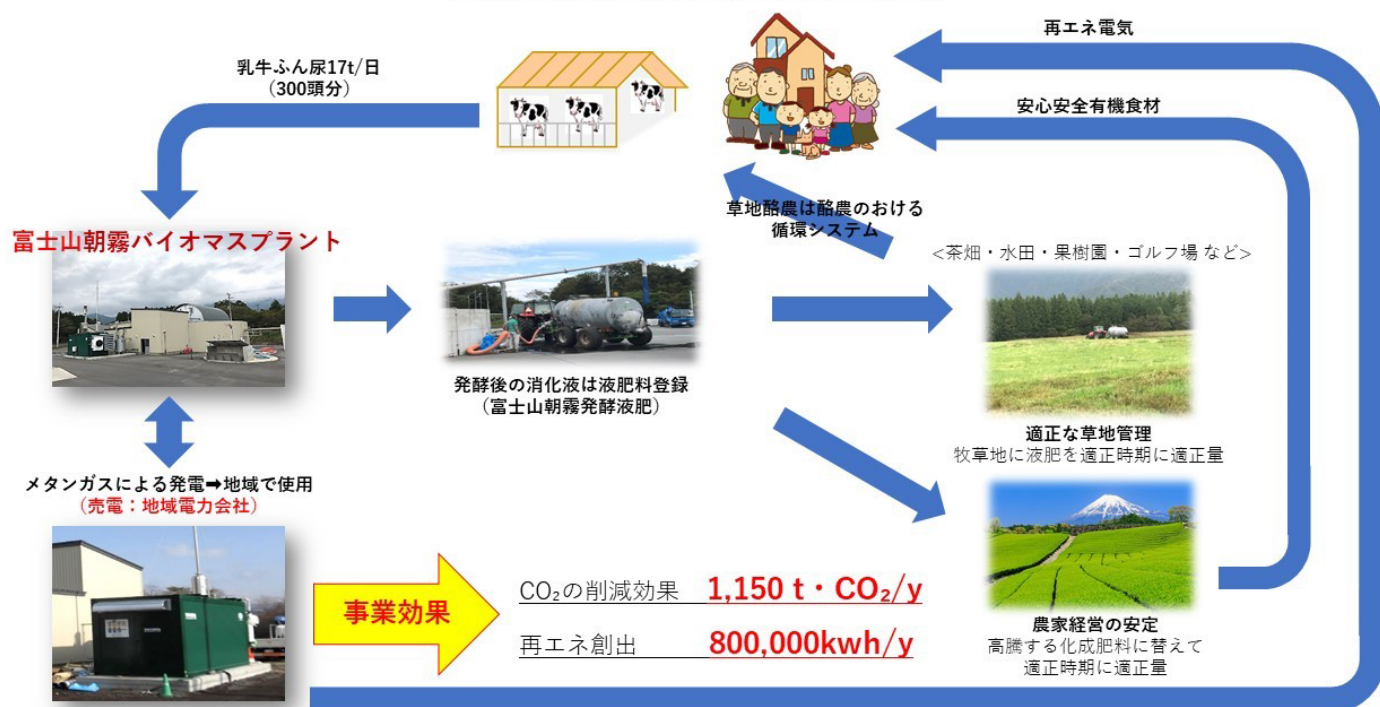 再エネ電気
乳牛ふん尿17t/日
（300頭分）
安心安全有機食材
草地酪農は酪農のおける
循環システム
富士山朝霧バイオマスプラント
<茶畑・水田・果樹園・ゴルフ場 など>
発酵後の消化液は液肥料登録
（富士山朝霧発酵液肥）
適正な草地管理
牧草地に液肥を適正時期に適正量
メタンガスによる発電➡地域で使用
（売電：地域電力会社）
事業効果
CO₂の削減効果 1,150 t・CO₂/y
再エネ創出 800,000kwh/y
農家経営の安定
高騰する化成肥料に替えて
適正時期に適正量